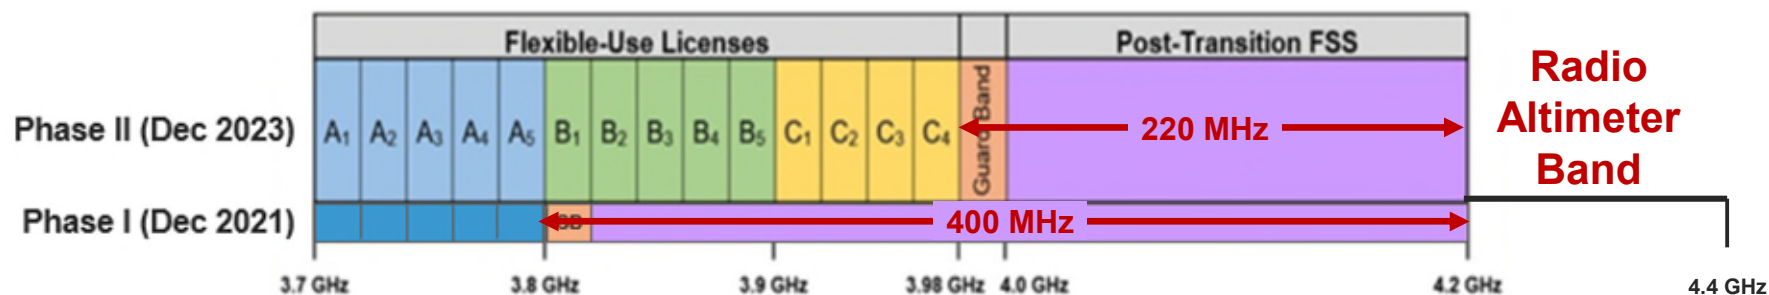 Flexible-Use Licenses
Post-Transition FSS
Radio
Altimeter
Band
Phase II (Dec 2023)
A₁ A₂ A₃ A₄ A₅ B₁ B₂ B₃ B₄ B₅ C₁ C₂ C₃ C₄
Guard Band
220 MHz
Phase I (Dec 2021)
GB
400 MHz
3.7 GHz 3.8 GHz 3.9 GHz 3.98 GHz 4.0 GHz 4.2 GHz 4.4 GHz